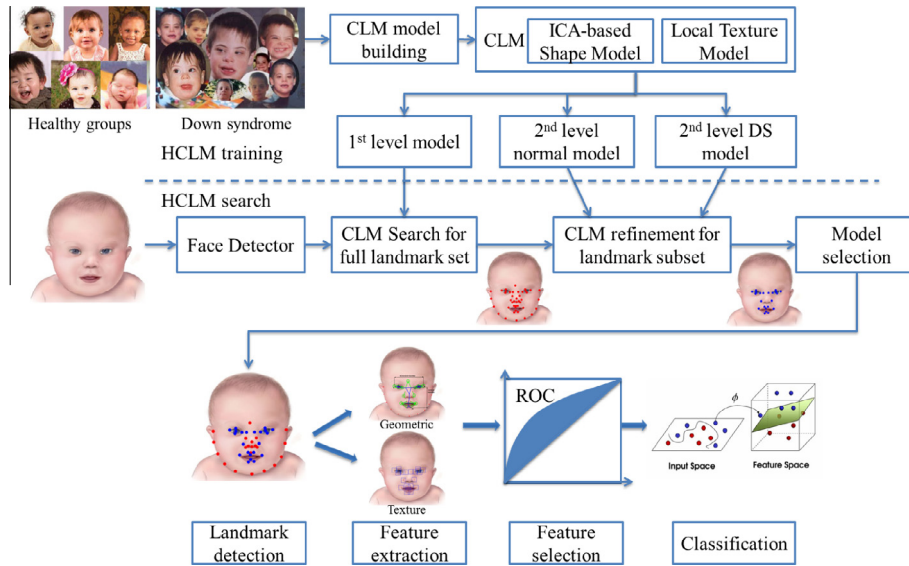 CLM model
building
CLM
ICA-based
Shape Model
Local Texture
Model
Healthy groups
Down syndrome
HCLM training
1st level model
2nd level
normal model
2nd level DS
model
HCLM search
Face Detector
CLM Search for
full landmark set
CLM refinement for
landmark subset
Model
selection
Geometric
Texture
ROC
ϕ
Input Space
Feature Space
Landmark
detection
Feature
extraction
Feature
selection
Classification